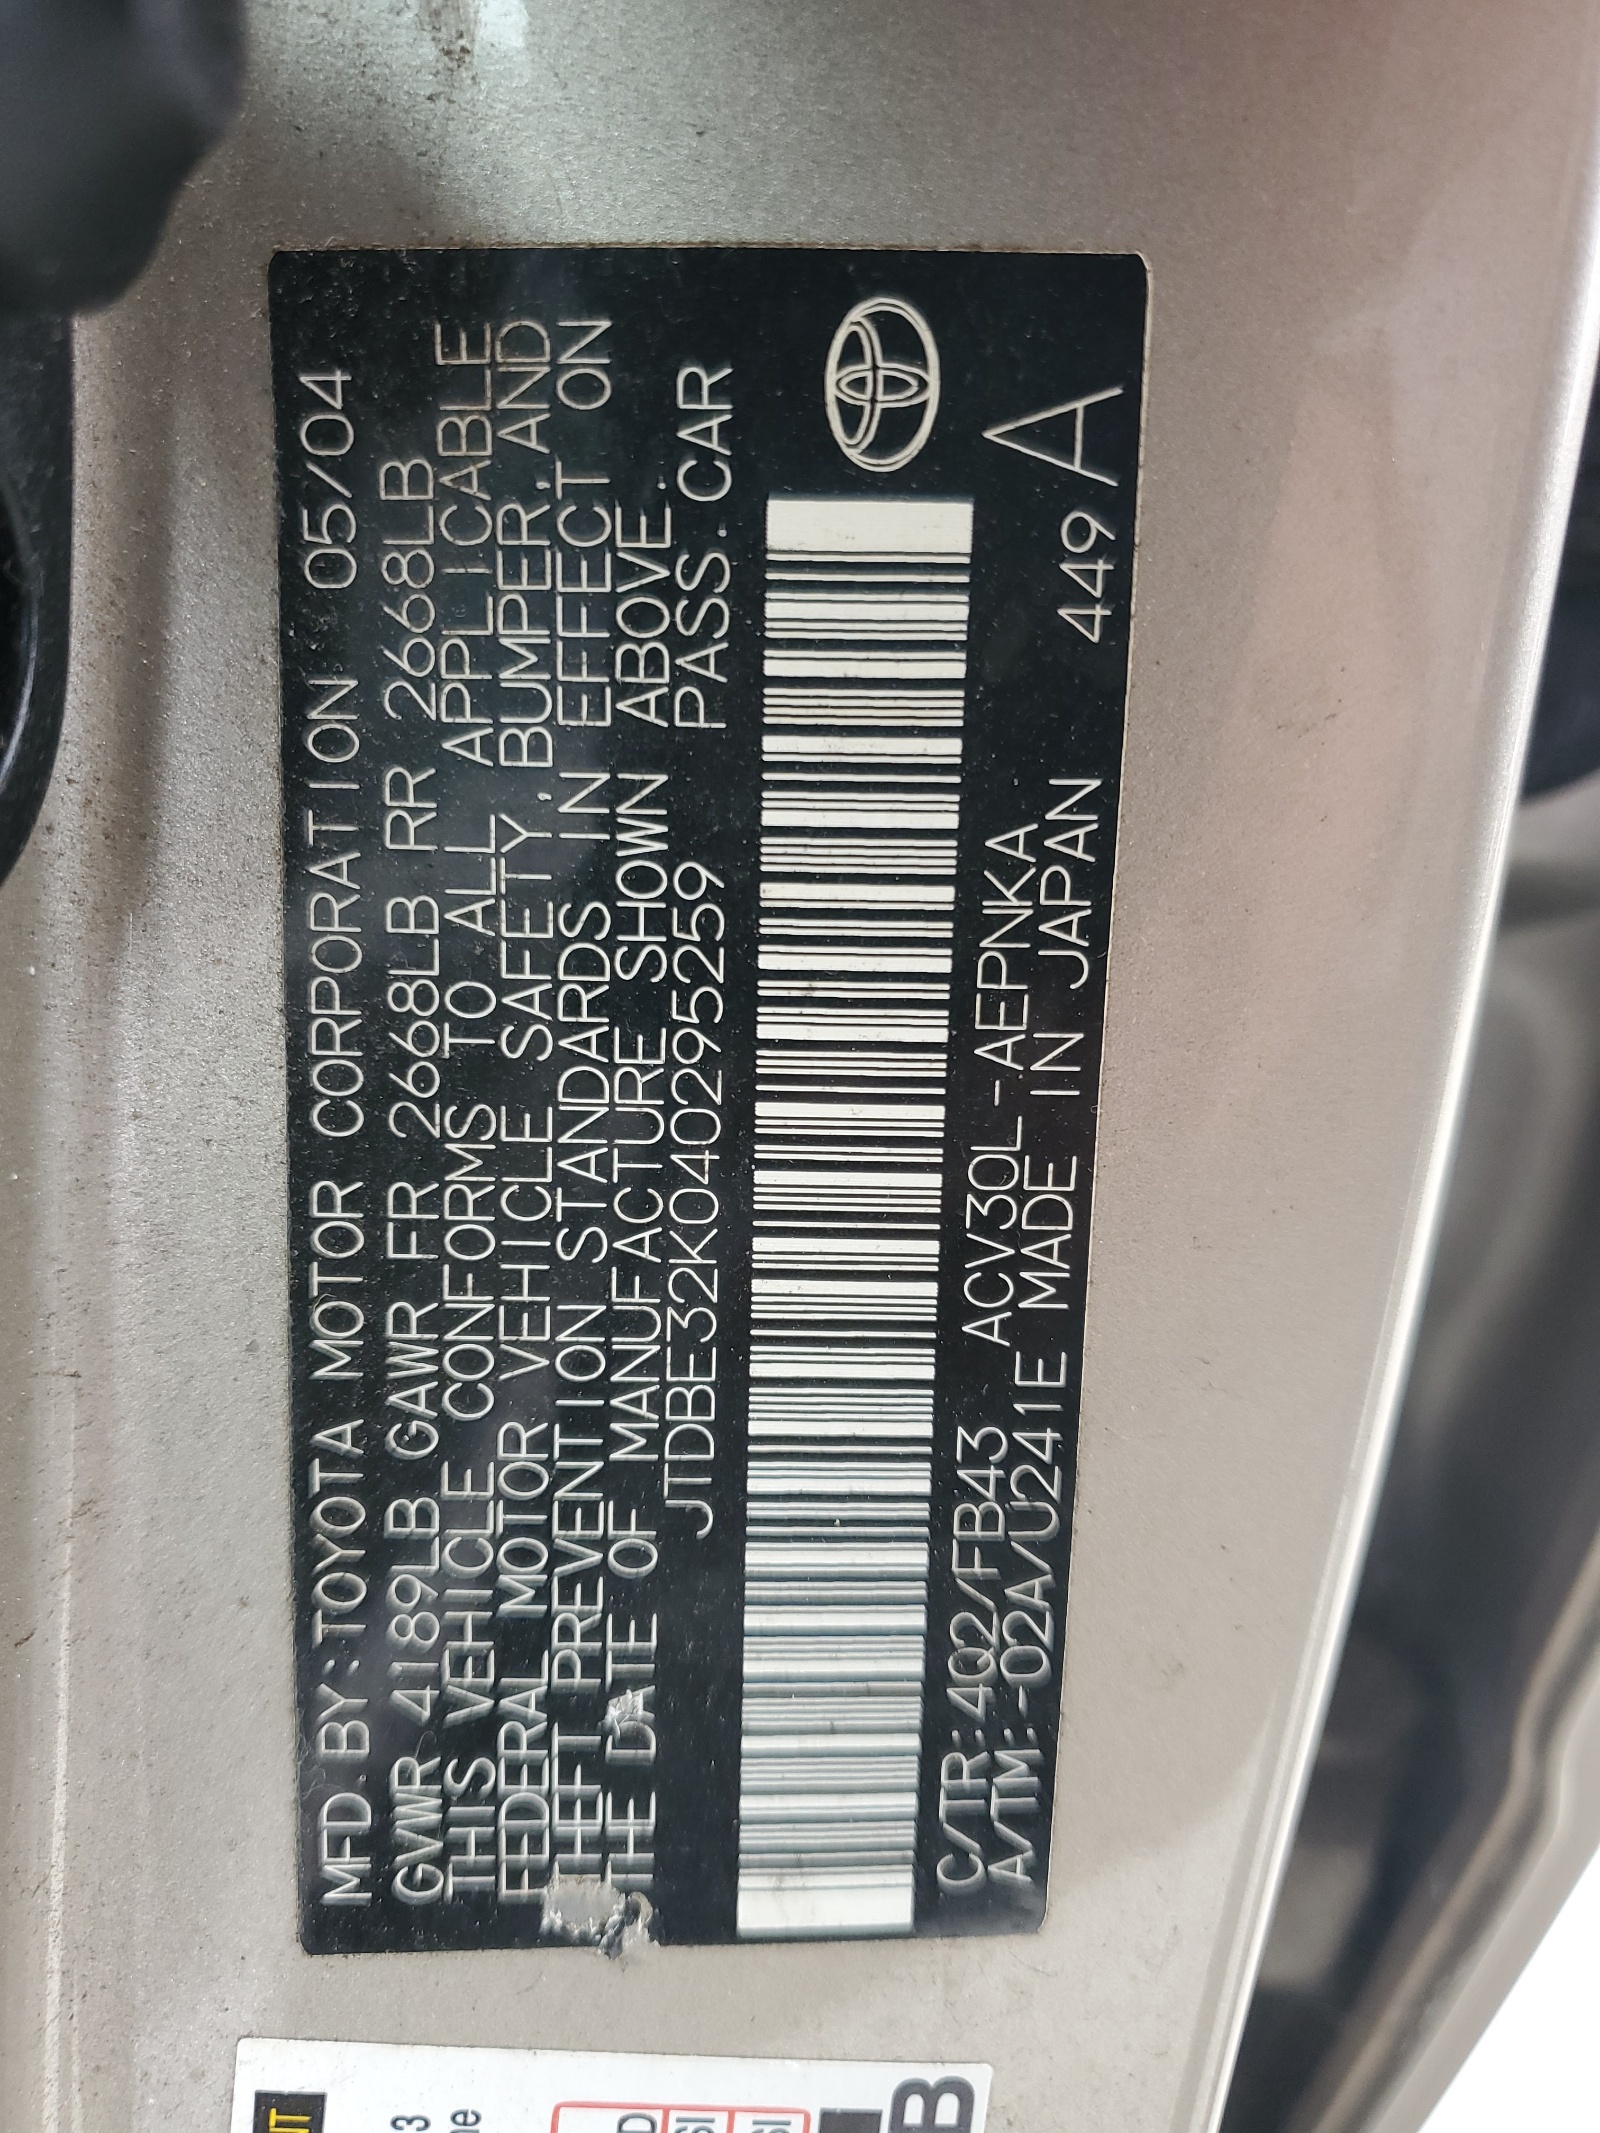 MFD.BY:TOYOTA MOTOR CORPORATION 05/04
GVWR 4189LB GAWR FR 2668LB RR 2668LB
THIS VEHICLE CONFORMS TO ALL APPLICABLE
FEDERAL MOTOR VEHICLE SAFETY, BUMPER, AND
THEFT PREVENTION STANDARDS IN EFFECT ON
THE DATE OF MANUFACTURE SHOWN ABOVE.
JTDBE32K040295259 PASS.CAR
C/TR:4Q2/FB43 ACV30L-AEPNKA
A/TM:-02A/U241E MADE IN JAPAN 449 A
3
B